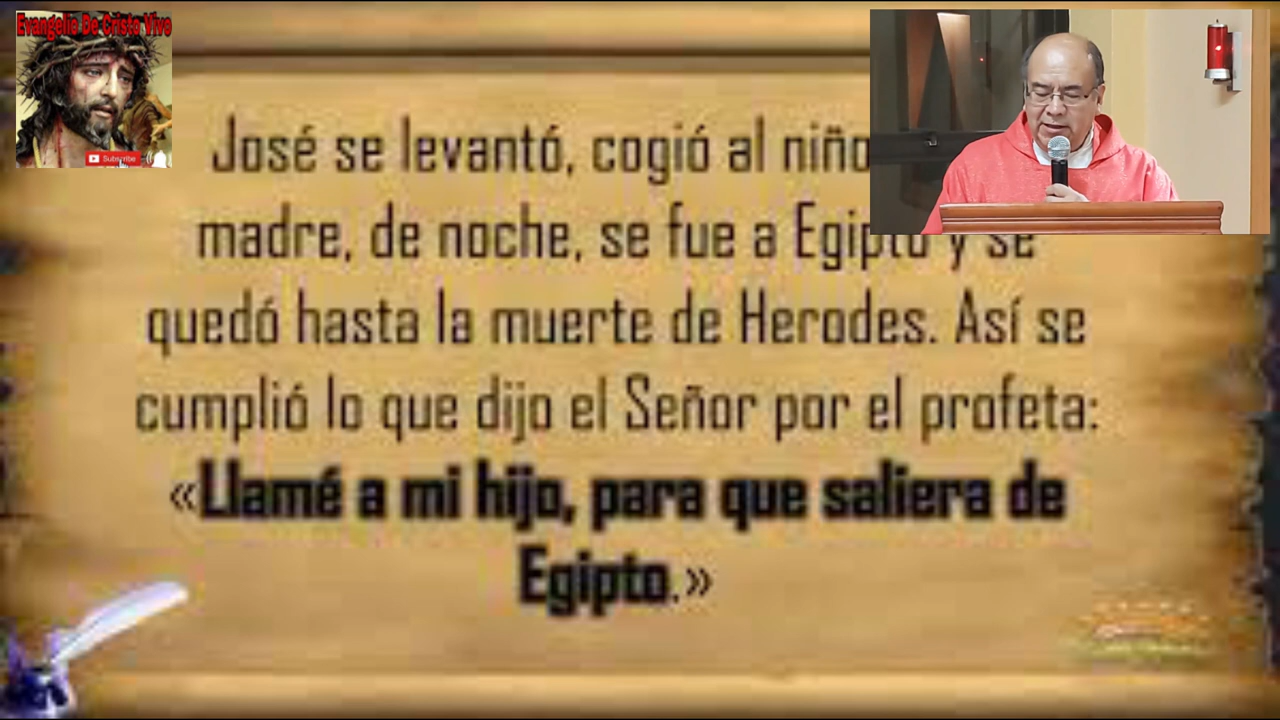 Evangelio De Cristo Vivo
Subscribe
José se levantó, cogió al niño
madre, de noche, se fue a Egipto y se
quedó hasta la muerte de Herodes. Así se
cumplió lo que dijo el Señor por el profeta:
«Llamé a mi hijo, para que saliera de
Egipto.»